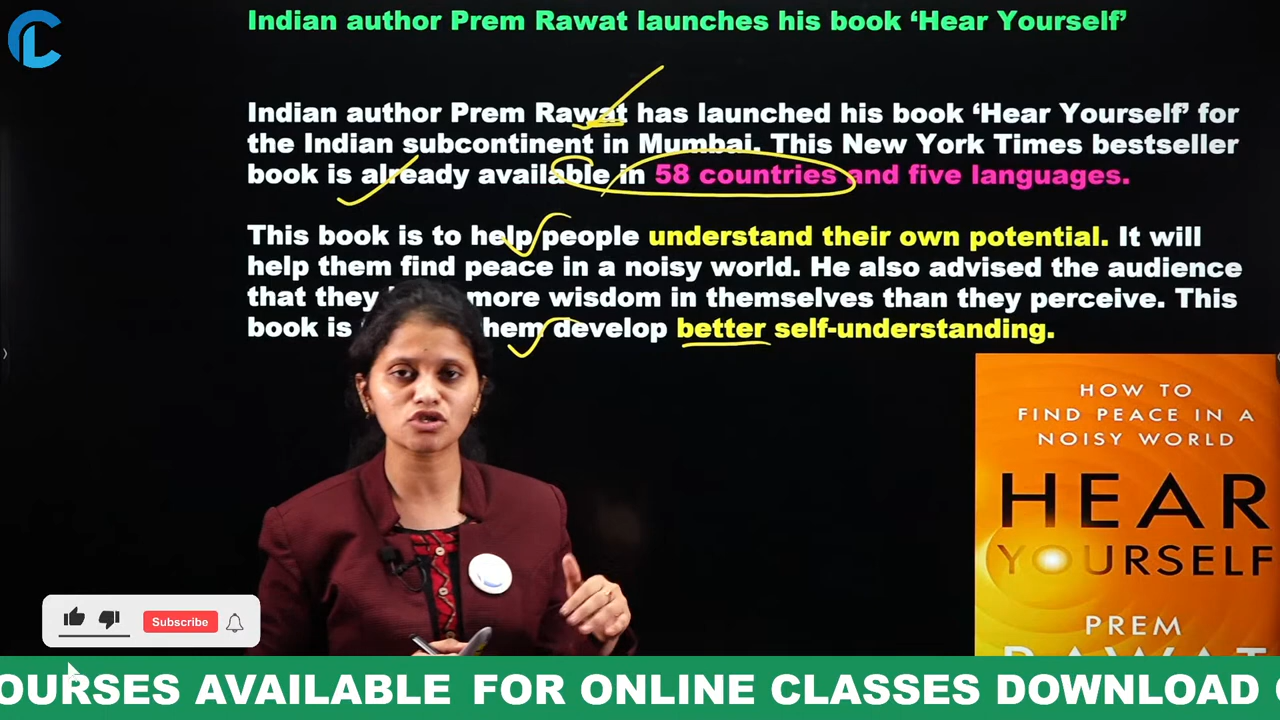 Indian author Prem Rawat launches his book ‘Hear Yourself’
Indian author Prem Rawat has launched his book ‘Hear Yourself’ for
the Indian subcontinent in Mumbai. This New York Times bestseller
book is already available in 58 countries and five languages.
This book is to help people understand their own potential. It will
help them find peace in a noisy world. He also advised the audience
that they more wisdom in themselves than they perceive. This
book is them develop better self-understanding.
HOW TO
FIND PEACE IN A
NOISY WORLD
HEAR
YOURSELF
PREM
RAWAT
Subscribe
OURSES AVAILABLE FOR ONLINE CLASSES DOWNLOAD